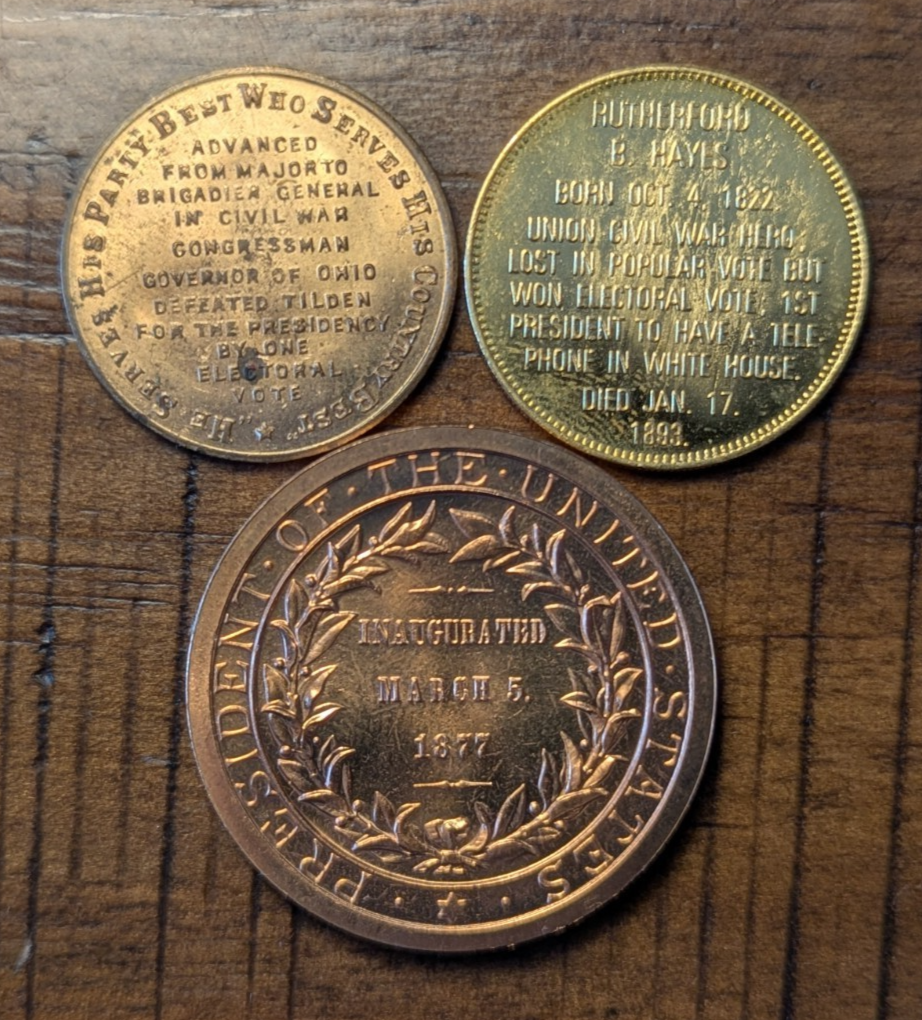 "He Serves His Party Best Who Serves His Country Best"
ADVANCED
FROM MAJOR TO
BRIGADIER GENERAL
IN CIVIL WAR
CONGRESSMAN
GOVERNOR OF OHIO
DEFEATED TILDEN
FOR THE PRESIDENCY
BY ONE
ELECTORAL
VOTE
RUTHERFORD
B. HAYES
BORN OCT. 4, 1822
UNION CIVIL WAR HERO,
LOST IN POPULAR VOTE BUT
WON ELECTORAL VOTE. 1ST
PRESIDENT TO HAVE A TELE-
PHONE IN WHITE HOUSE.
DIED JAN. 17.
1893.
PRESIDENT·OF·THE·UNITED·STATES·
INAUGURATED
MARCH 5.
1877